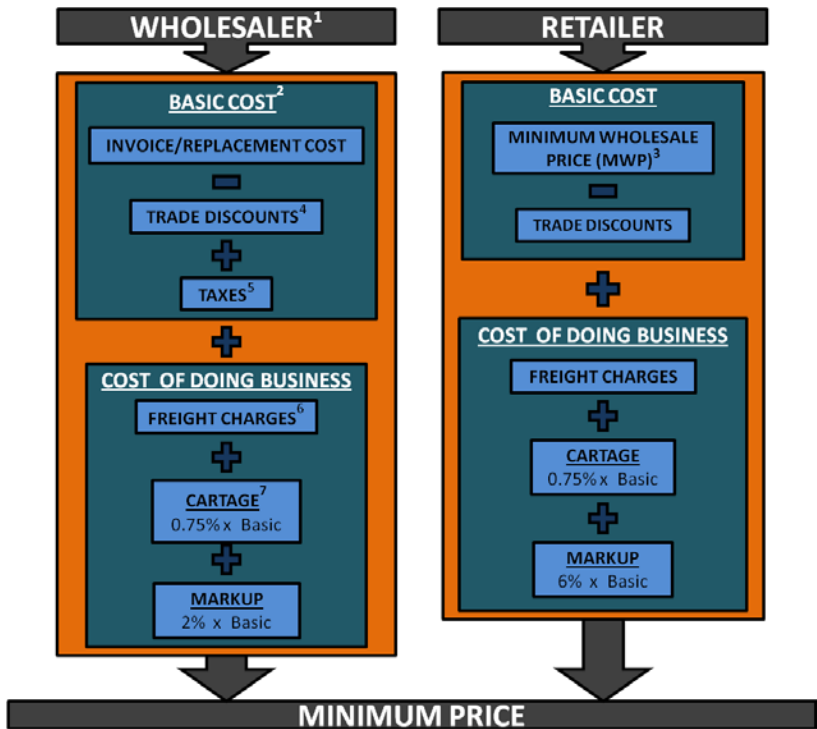 WHOLESALER¹
BASIC COST²
INVOICE/REPLACEMENT COST
TRADE DISCOUNTS⁴
TAXES⁵
COST OF DOING BUSINESS
FREIGHT CHARGES⁶
CARTAGE⁷
0.75% x Basic
MARKUP
2% x Basic
RETAILER
BASIC COST
MINIMUM WHOLESALE
PRICE (MWP)³
TRADE DISCOUNTS
COST OF DOING BUSINESS
FREIGHT CHARGES
CARTAGE
0.75% x Basic
MARKUP
6% x Basic
MINIMUM PRICE